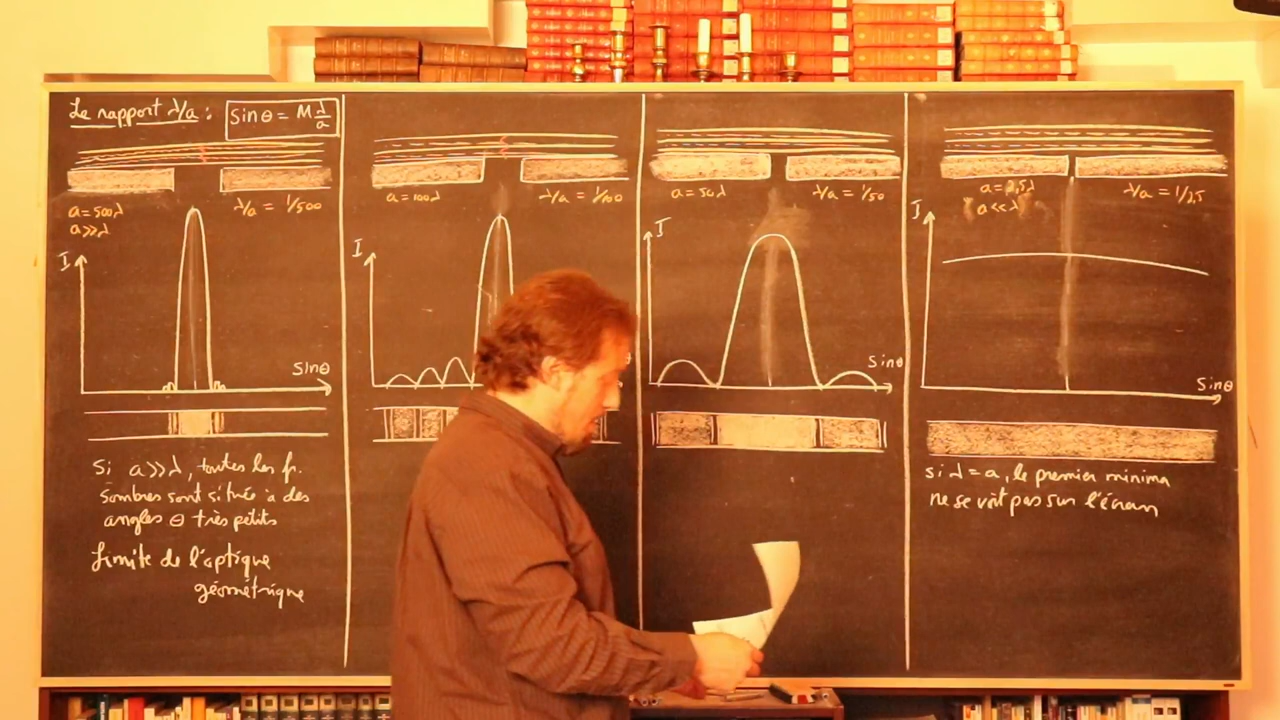 Le rapport λ/a :
sinθ = M λ/a
a = 500λ
a>>λ
λ/a = 1/500
I
sinθ
Si a>>λ, toutes les fr.
sombres sont située à des
angles θ très petits
Limite de l'optique
géométrique
a = 100λ
λ/a = 1/100
I
a = 50λ
λ/a = 1/50
I
sinθ
a = 2,5λ
a << λ
λ/a = 1/2,5
I
sinθ
si λ = a, le premier minima
ne se voit pas sur l'écran